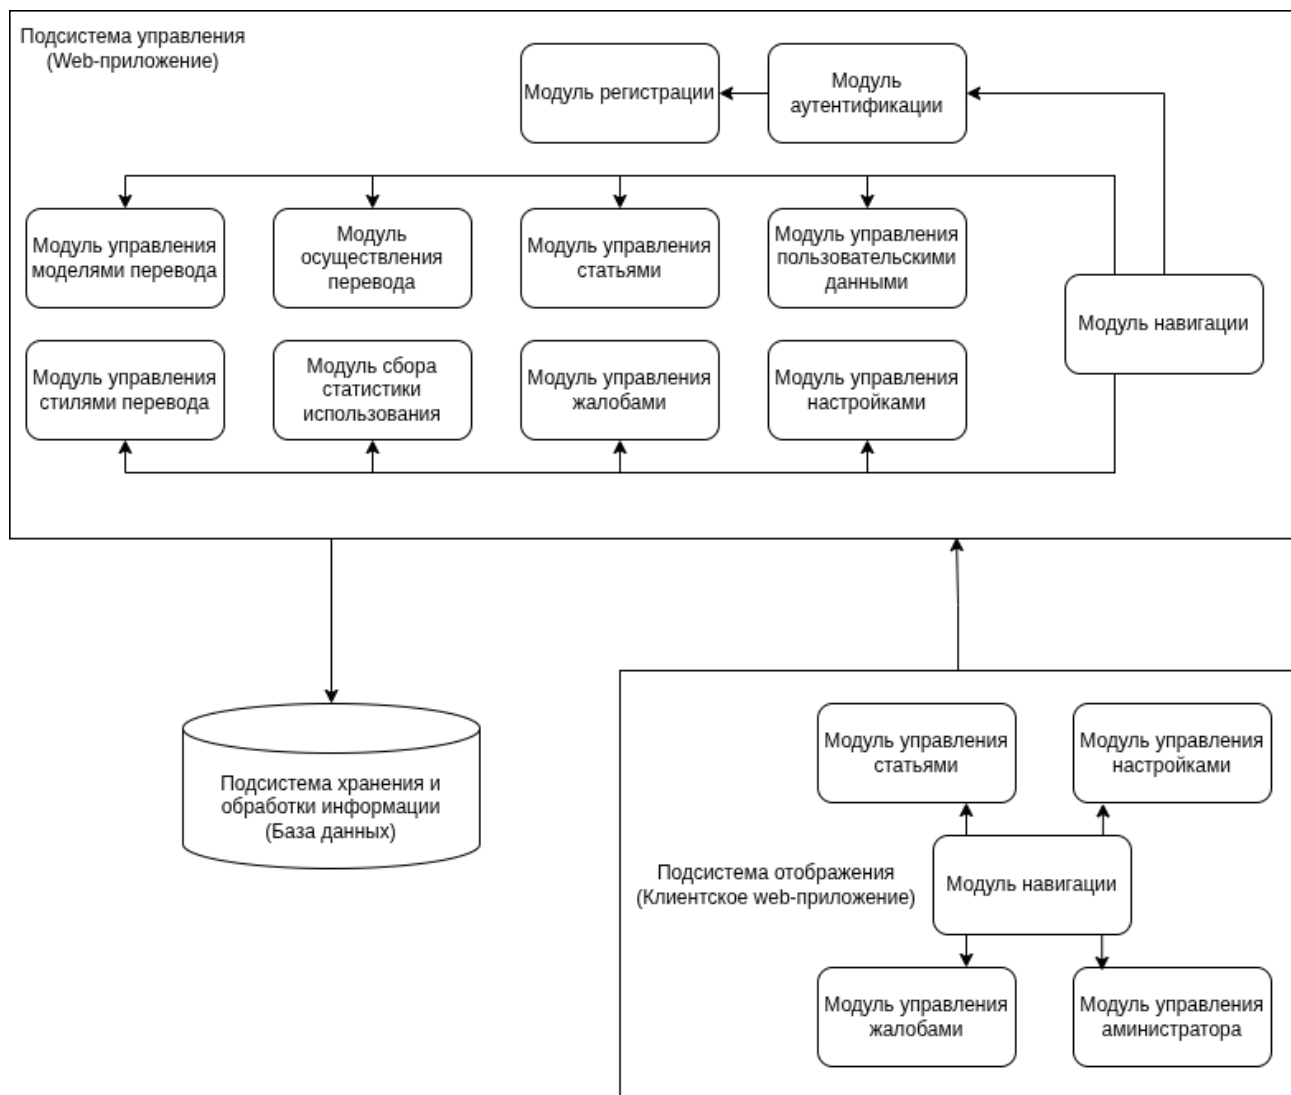 Подсистема управления
(Web-приложение)
Модуль регистрации
Модуль
аутентификации
Модуль управления
моделями перевода
Модуль
осуществления
перевода
Модуль управления
статьями
Модуль управления
пользовательскими
данными
Модуль навигации
Модуль управления
стилями перевода
Модуль сбора
статистики
использования
Модуль управления
жалобами
Модуль управления
настройками
Подсистема хранения и
обработки информации
(База данных)
Подсистема отображения
(Клиентское web-приложение)
Модуль управления
статьями
Модуль управления
настройками
Модуль навигации
Модуль управления
жалобами
Модуль управления
аминистратора